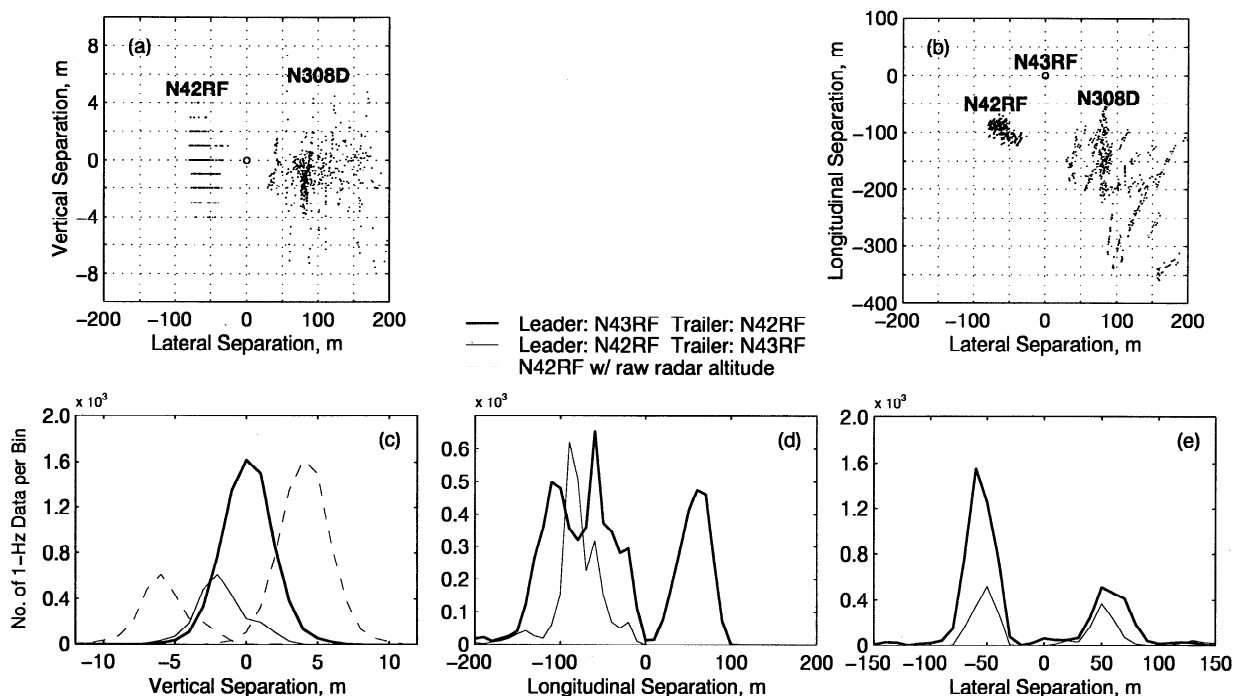 (a)
N42RF
N308D
8
4
0
−4
−8
Vertical Separation, m
−200 −100 0 100 200
Lateral Separation, m
(b)
N43RF
N42RF
N308D
100
0
−100
−200
−300
−400
Longitudinal Separation, m
−200 −100 0 100 200
Lateral Separation, m
Leader: N43RF Trailer: N42RF
Leader: N42RF Trailer: N43RF
N42RF w/ raw radar altitude
x 10³
(c)
2.0
1.6
1.2
0.8
0.4
0
No. of 1−Hz Data per Bin
−10 −5 0 5 10
Vertical Separation, m
x 10³
(d)
0.6
0.5
0.4
0.3
0.2
0.1
0
−200 −100 0 100 200
Longitudinal Separation, m
x 10³
(e)
2.0
1.6
1.2
0.8
0.4
0
−150 −100 −50 0 50 100 150
Lateral Separation, m